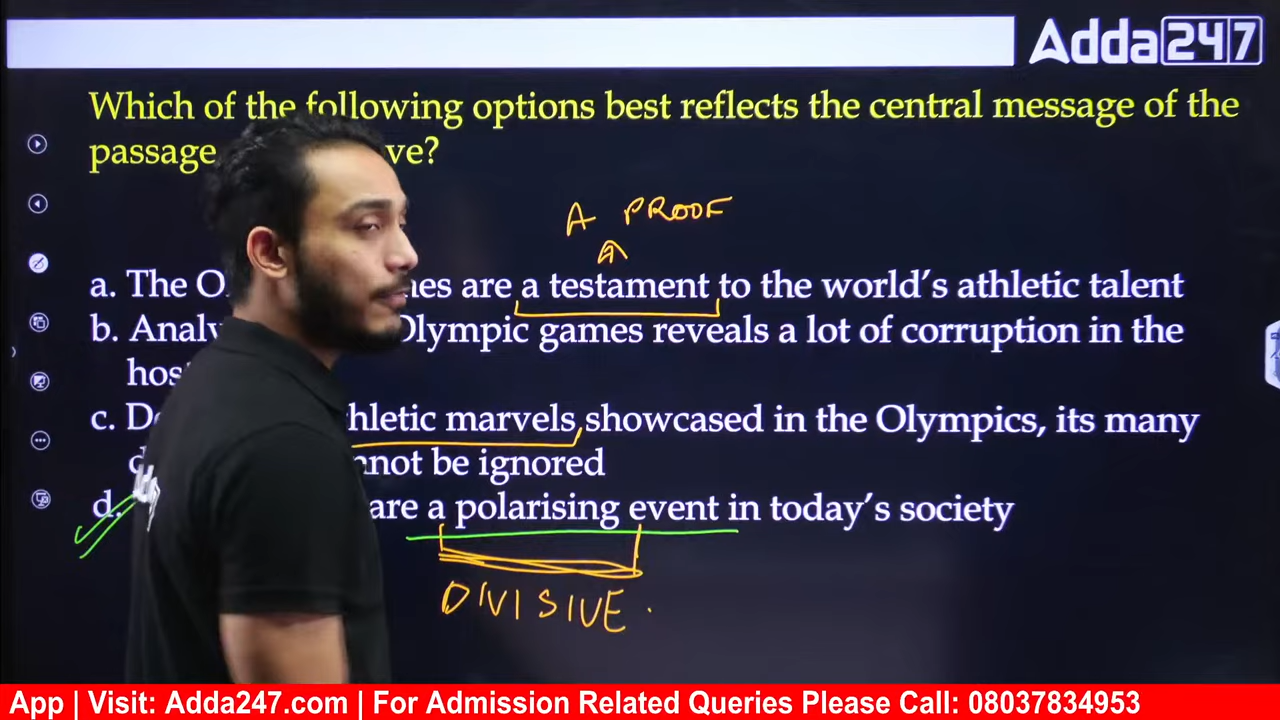 Adda247
Which of the following options best reflects the central message of the
passage ve?
A PROOF
a. The O mes are a testament to the world's athletic talent
b. Analy Olympic games reveals a lot of corruption in the
hos
c. D hletic marvels showcased in the Olympics, its many
d nnot be ignored
d. are a polarising event in today's society
DIVISIVE.
App | Visit: Adda247.com | For Admission Related Queries Please Call: 08037834953